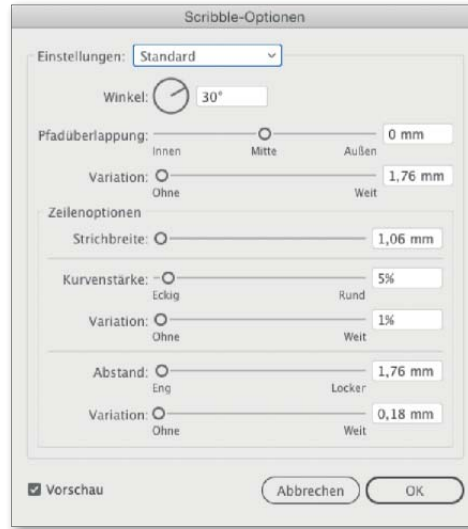 Scribble-Optionen
Einstellungen: Standard
Winkel: 30°
Pfadüberlappung: 0 mm
Innen Mitte Außen
Variation: 1,76 mm
Ohne Weit
Zeilenoptionen
Strichbreite: 1,06 mm
Kurvenstärke: 5%
Eckig Rund
Variation: 1%
Ohne Weit
Abstand: 1,76 mm
Eng Locker
Variation: 0,18 mm
Ohne Weit
Vorschau Abbrechen OK